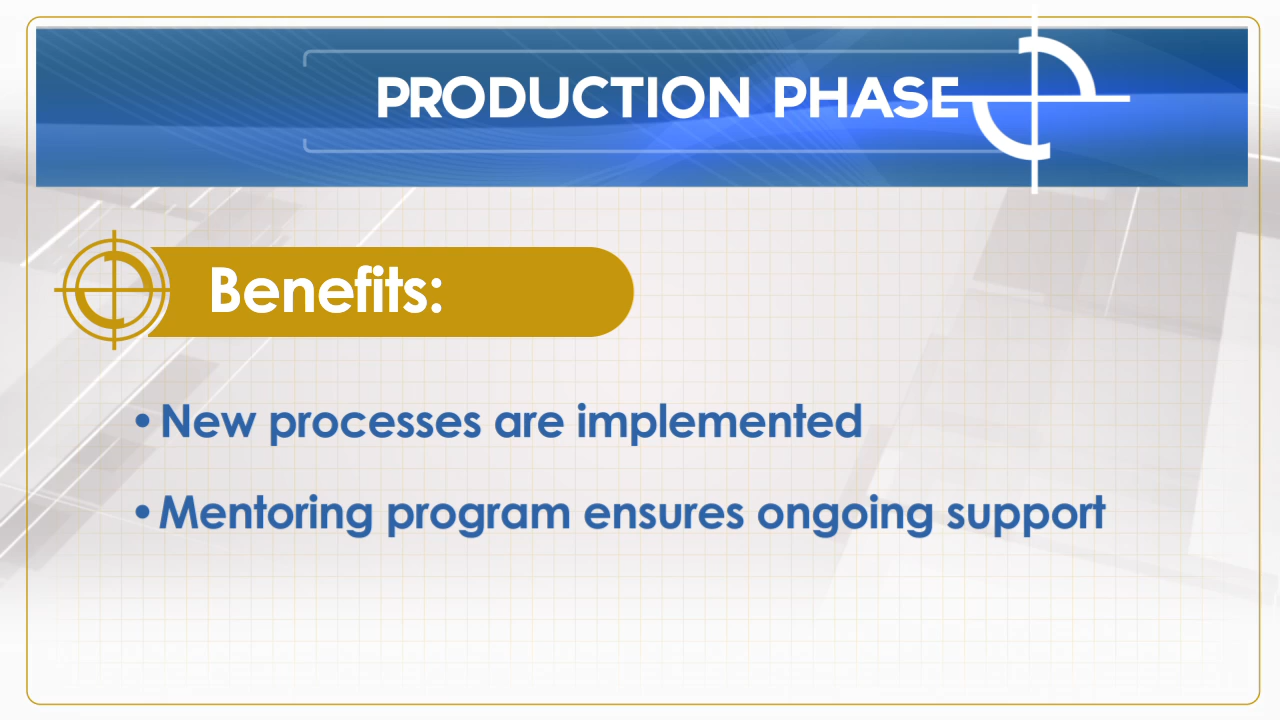 PRODUCTION PHASE
Benefits:
• New processes are implemented
• Mentoring program ensures ongoing support